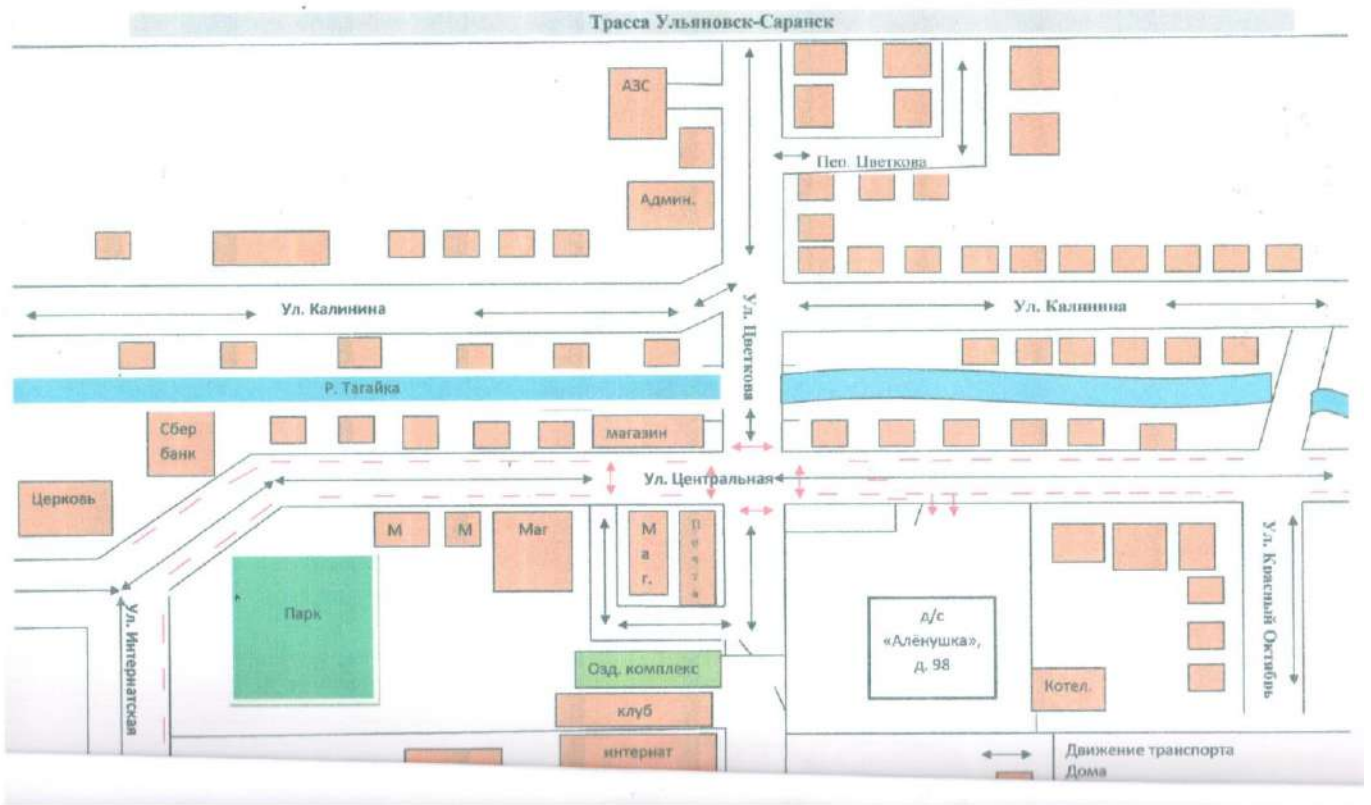 Трасса Ульяновск-Саранск
АЗС
Пер. Цветкова
Админ.
Ул. Калинина
Ул. Цветкова
Ул. Калинина
Р. Тагайка
Сбер
банк
магазин
Ул. Центральная
Церковь
М
М
Маг
М
а
г.
Почта
Ул. Красный Октябрь
Парк
Ул. Интернатская
д/с
«Алёнушка»,
д. 98
Озд. комплекс
Котел.
клуб
интернат
Движение транспорта
Дома